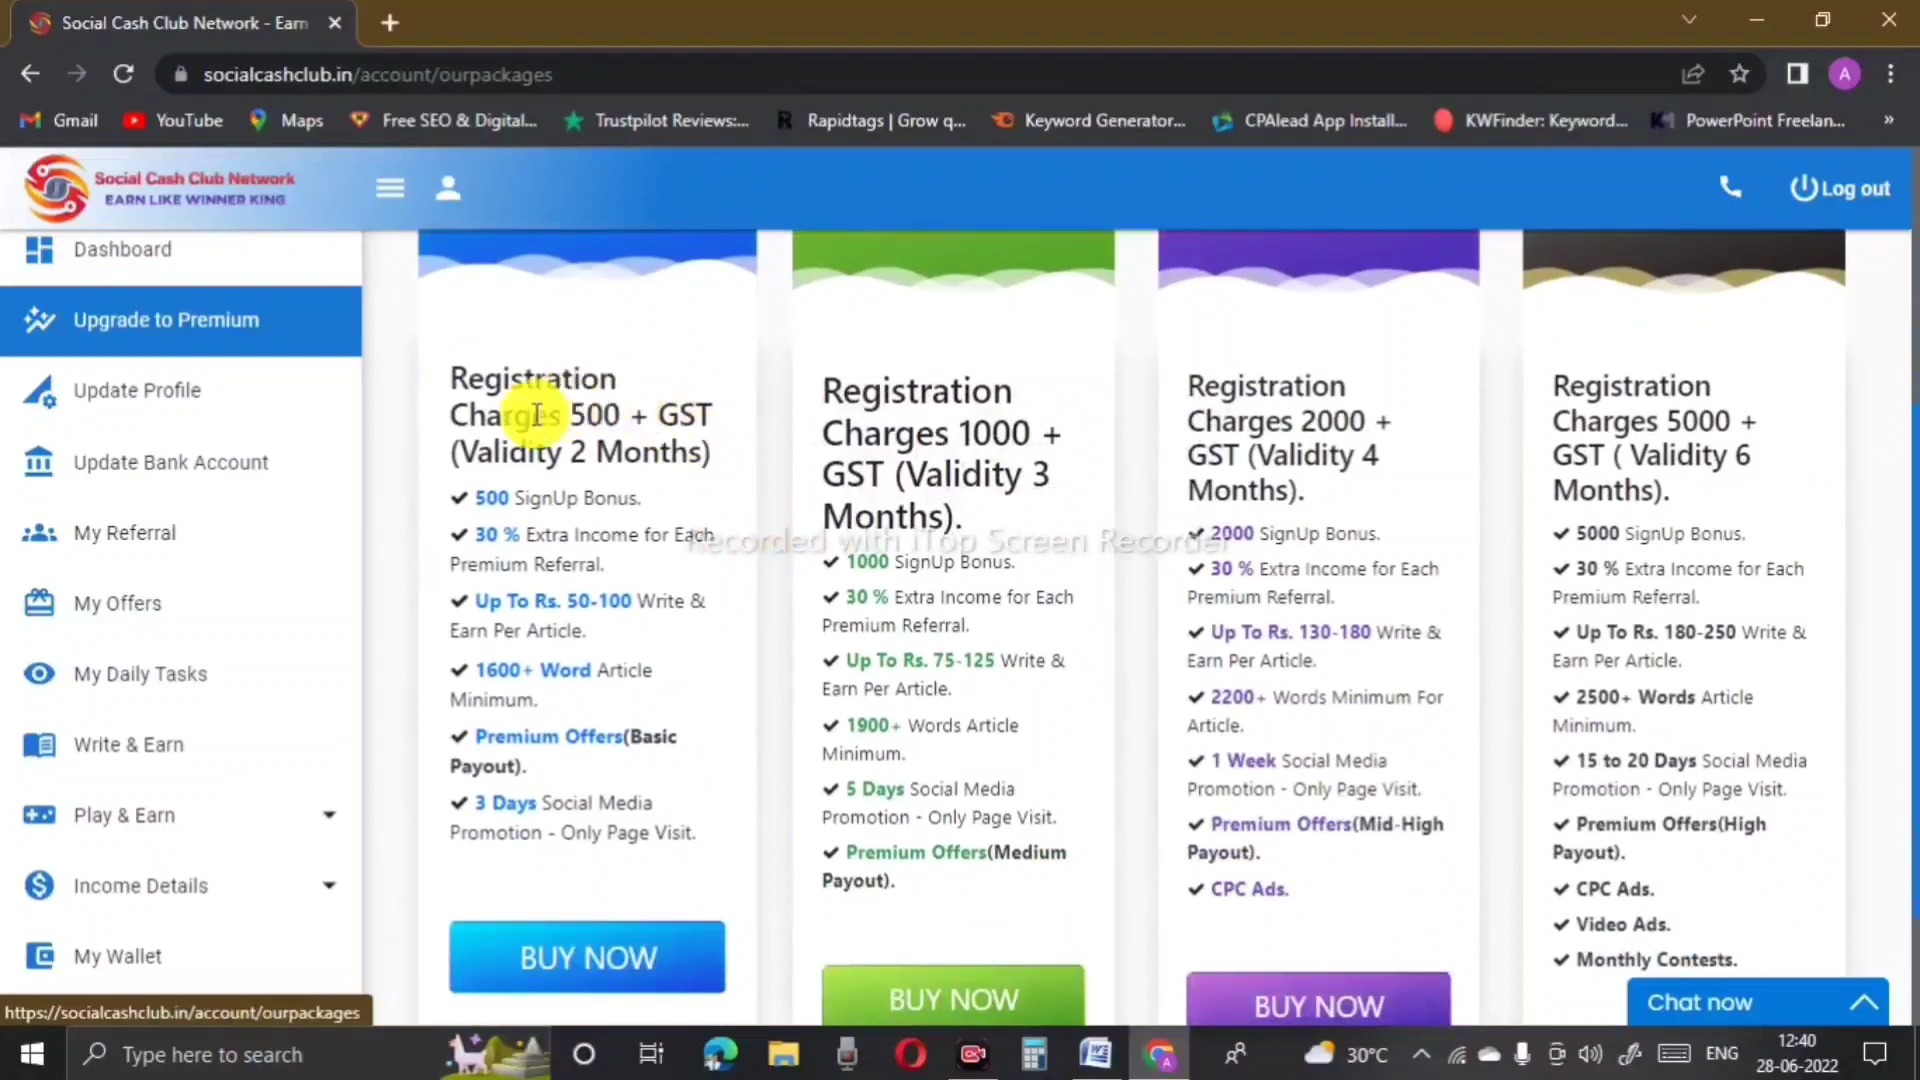 Social Cash Club Network - Earn
socialcashclub.in/account/ourpackages
Gmail
YouTube
Maps
Free SEO & Digital...
Trustpilot Reviews:...
Rapidtags | Grow q...
Keyword Generator...
CPAlead App Install...
KWFinder: Keyword...
PowerPoint Freelan...
»
A
Social Cash Club Network
EARN LIKE WINNER KING
Log out
Dashboard
Upgrade to Premium
Update Profile
Update Bank Account
My Referral
My Offers
My Daily Tasks
Write & Earn
Play & Earn
Income Details
My Wallet
Registration
Charges 500 + GST
(Validity 2 Months)
500 SignUp Bonus.
30 % Extra Income for Each
Premium Referral.
Up To Rs. 50-100 Write &
Earn Per Article.
1600+ Word Article
Minimum.
Premium Offers(Basic
Payout).
3 Days Social Media
Promotion - Only Page Visit.
BUY NOW
Registration
Charges 1000 +
GST (Validity 3
Months).
1000 SignUp Bonus.
30 % Extra Income for Each
Premium Referral.
Up To Rs. 75-125 Write &
Earn Per Article.
1900+ Words Article
Minimum.
5 Days Social Media
Promotion - Only Page Visit.
Premium Offers(Medium
Payout).
BUY NOW
Registration
Charges 2000 +
GST (Validity 4
Months).
2000 SignUp Bonus.
30 % Extra Income for Each
Premium Referral.
Up To Rs. 130-180 Write &
Earn Per Article.
2200+ Words Minimum For
Article.
1 Week Social Media
Promotion - Only Page Visit.
Premium Offers(Mid-High
Payout).
CPC Ads.
BUY NOW
Registration
Charges 5000 +
GST ( Validity 6
Months).
5000 SignUp Bonus.
30 % Extra Income for Each
Premium Referral.
Up To Rs. 180-250 Write &
Earn Per Article.
2500+ Words Article
Minimum.
15 to 20 Days Social Media
Promotion - Only Page Visit.
Premium Offers(High
Payout).
CPC Ads.
Video Ads.
Monthly Contests.
Chat now
Recorded with iTop Screen Recorder
https://socialcashclub.in/account/ourpackages
Type here to search
30°C
ENG
12:40
28-06-2022